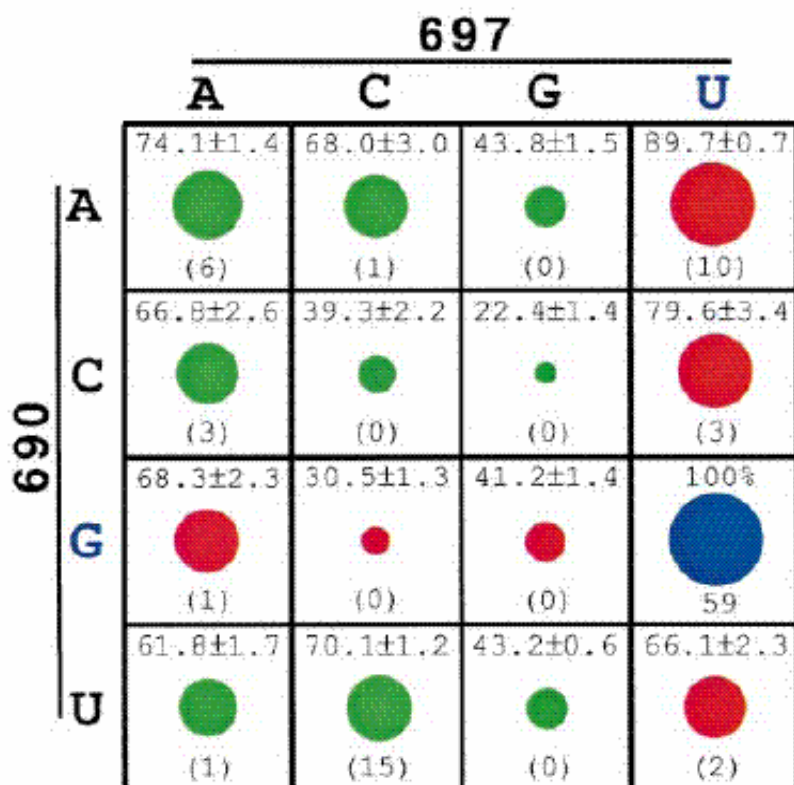 697
A C G U
74.1±1.4 68.0±3.0 43.8±1.5 89.7±0.7
A
(6) (1) (0) (10)
66.8±2.6 39.3±2.2 22.4±1.4 79.6±3.4
C
(3) (0) (0) (3)
690
68.3±2.3 30.5±1.3 41.2±1.4 100%
G
(1) (0) (0) 59
61.8±1.7 70.1±1.2 43.2±0.6 66.1±2.3
U
(1) (15) (0) (2)